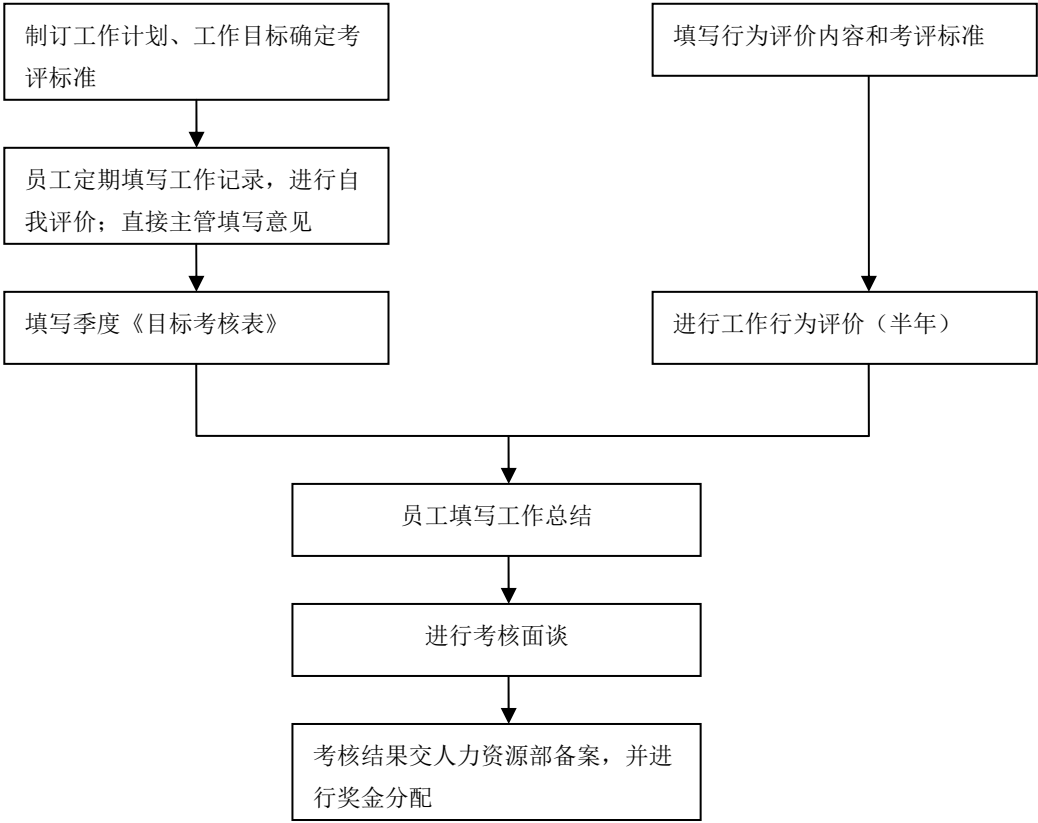 制订工作计划、工作目标确定考
评标准
填写行为评价内容和考评标准
员工定期填写工作记录，进行自
我评价；直接主管填写意见
填写季度《目标考核表》
进行工作行为评价（半年）
员工填写工作总结
进行考核面谈
考核结果交人力资源部备案，并进
行奖金分配